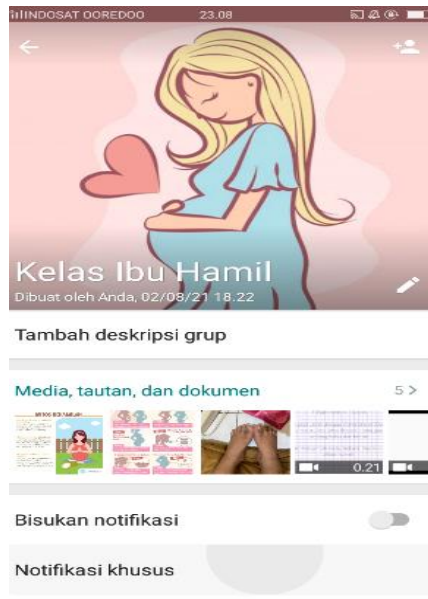 INDOSAT OOREDOO 23.08
Kelas Ibu Hamil
Dibuat oleh Anda, 02/08/21 18.22
Tambah deskripsi grup
Media, tautan, dan dokumen 5 >
0.21
Bisukan notifikasi
Notifikasi khusus